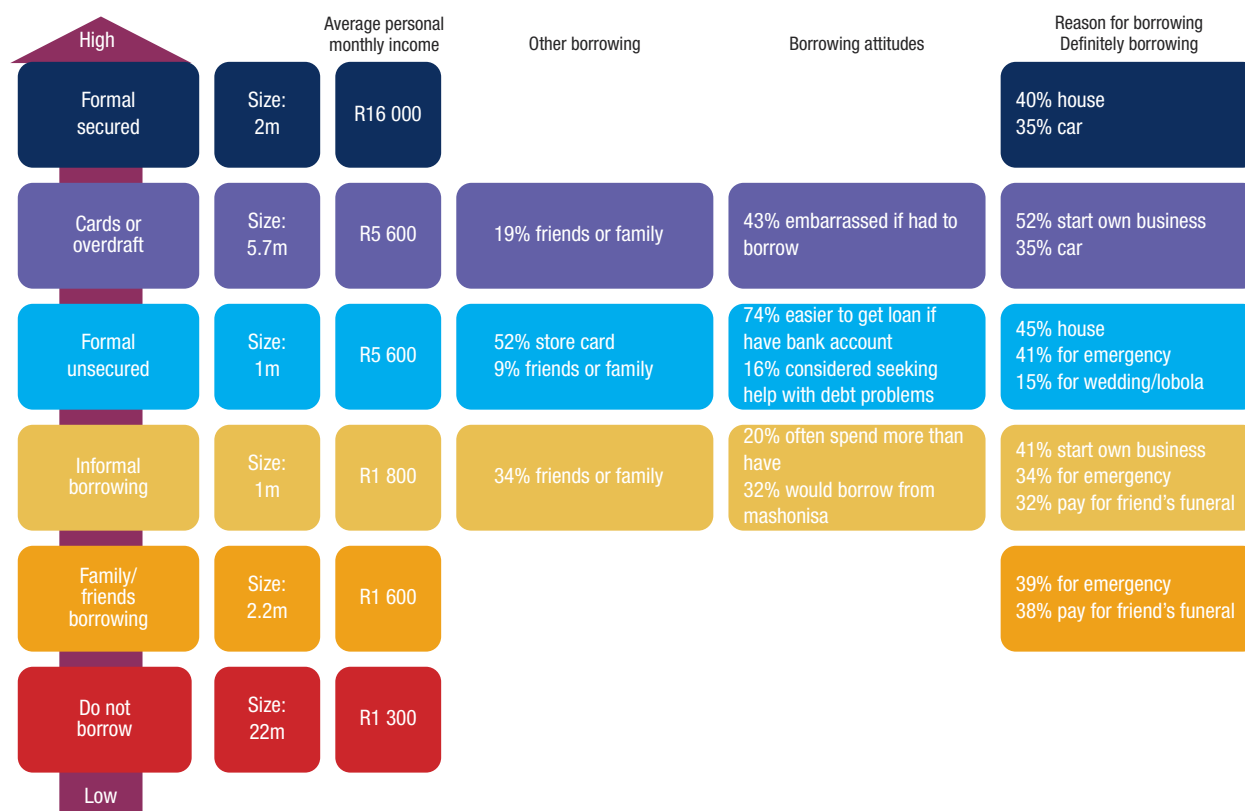 High
Average personal
monthly income
Other borrowing
Borrowing attitudes
Reason for borrowing
Definitely borrowing
Formal
secured
Size:
2m
R16 000
40% house
35% car
Cards or
overdraft
Size:
5.7m
R5 600
19% friends or family
43% embarrassed if had to
borrow
52% start own business
35% car
Formal
unsecured
Size:
1m
R5 600
52% store card
9% friends or family
74% easier to get loan if
have bank account
16% considered seeking
help with debt problems
45% house
41% for emergency
15% for wedding/lobola
Informal
borrowing
Size:
1m
R1 800
34% friends or family
20% often spend more than
have
32% would borrow from
mashonisa
41% start own business
34% for emergency
32% pay for friend's funeral
Family/
friends
borrowing
Size:
2.2m
R1 600
39% for emergency
38% pay for friend's funeral
Do not
borrow
Size:
22m
R1 300
Low